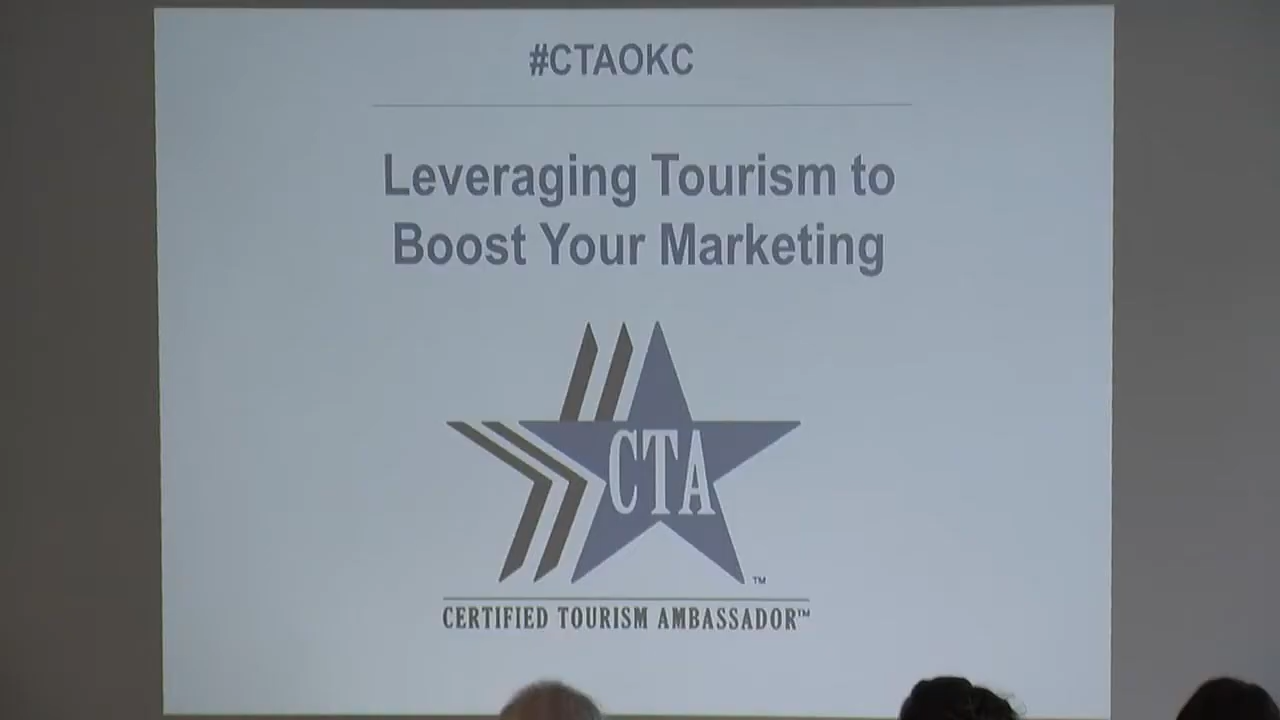 #CTAOKC
Leveraging Tourism to
Boost Your Marketing
CTA
™
CERTIFIED TOURISM AMBASSADOR™